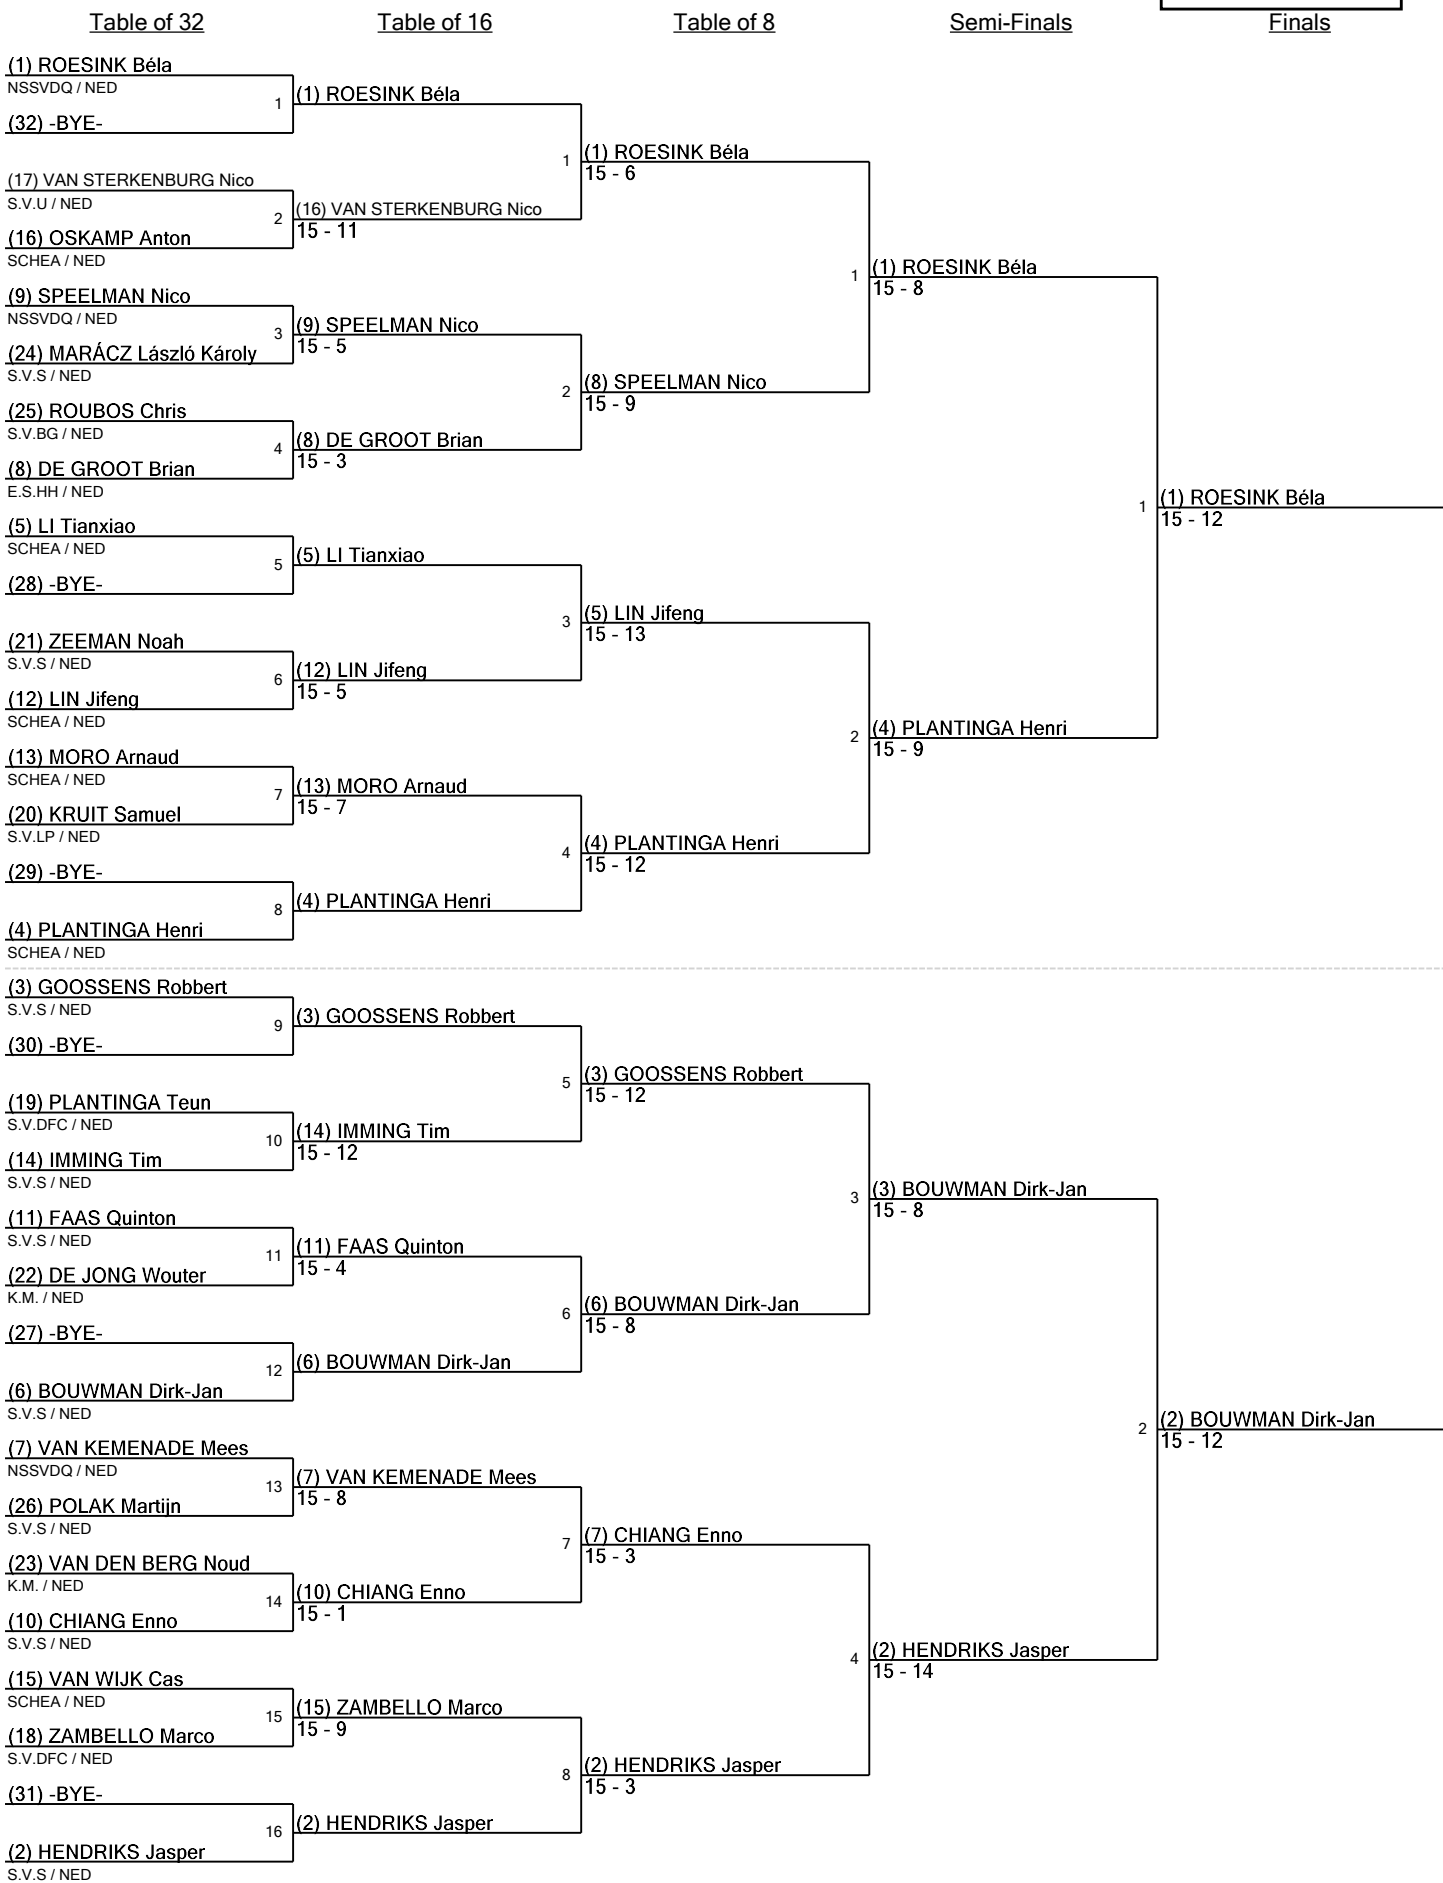 Table of 32
Table of 16
Table of 8
Semi-Finals
Finals
(1) ROESINK Béla
NSSVDQ / NED
1
(32) -BYE-
(17) VAN STERKENBURG Nico
S.V.U / NED
2
(16) OSKAMP Anton
SCHEA / NED
(9) SPEELMAN Nico
NSSVDQ / NED
3
(24) MARÁCZ László Károly
S.V.S / NED
(25) ROUBOS Chris
S.V.BG / NED
4
(8) DE GROOT Brian
E.S.HH / NED
(5) LI Tianxiao
SCHEA / NED
5
(28) -BYE-
(21) ZEEMAN Noah
S.V.S / NED
6
(12) LIN Jifeng
SCHEA / NED
(13) MORO Arnaud
SCHEA / NED
7
(20) KRUIT Samuel
S.V.LP / NED
(29) -BYE-
8
(4) PLANTINGA Henri
SCHEA / NED
(3) GOOSSENS Robbert
S.V.S / NED
9
(30) -BYE-
(19) PLANTINGA Teun
S.V.DFC / NED
10
(14) IMMING Tim
S.V.S / NED
(11) FAAS Quinton
S.V.S / NED
11
(22) DE JONG Wouter
K.M. / NED
(27) -BYE-
12
(6) BOUWMAN Dirk-Jan
S.V.S / NED
(7) VAN KEMENADE Mees
NSSVDQ / NED
13
(26) POLAK Martijn
S.V.S / NED
(23) VAN DEN BERG Noud
K.M. / NED
14
(10) CHIANG Enno
S.V.S / NED
(15) VAN WIJK Cas
SCHEA / NED
15
(18) ZAMBELLO Marco
S.V.DFC / NED
(31) -BYE-
16
(2) HENDRIKS Jasper
S.V.S / NED
(1) ROESINK Béla
1
(16) VAN STERKENBURG Nico
15 - 11
(9) SPEELMAN Nico
15 - 5
2
(8) DE GROOT Brian
15 - 3
(5) LI Tianxiao
3
(12) LIN Jifeng
15 - 5
(13) MORO Arnaud
15 - 7
4
(4) PLANTINGA Henri
(3) GOOSSENS Robbert
5
(14) IMMING Tim
15 - 12
(11) FAAS Quinton
15 - 4
6
(6) BOUWMAN Dirk-Jan
(7) VAN KEMENADE Mees
15 - 8
7
(10) CHIANG Enno
15 - 1
(15) ZAMBELLO Marco
15 - 9
8
(2) HENDRIKS Jasper
(1) ROESINK Béla
15 - 6
1
(8) SPEELMAN Nico
15 - 9
(5) LIN Jifeng
15 - 13
2
(4) PLANTINGA Henri
15 - 12
(3) GOOSSENS Robbert
15 - 12
3
(6) BOUWMAN Dirk-Jan
15 - 8
(7) CHIANG Enno
15 - 3
4
(2) HENDRIKS Jasper
15 - 3
(1) ROESINK Béla
15 - 8
1
(4) PLANTINGA Henri
15 - 9
(3) BOUWMAN Dirk-Jan
15 - 8
2
(2) HENDRIKS Jasper
15 - 14
(1) ROESINK Béla
15 - 12
(2) BOUWMAN Dirk-Jan
15 - 12